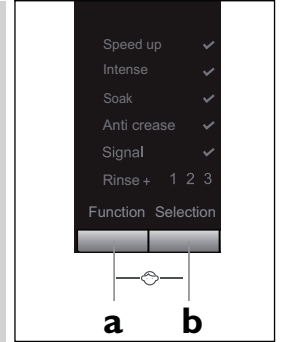 Speed up ✓
Intense ✓
Soak ✓
Anti crease ✓
Signal ✓
Rinse + 1 2 3
Function Selection
a b